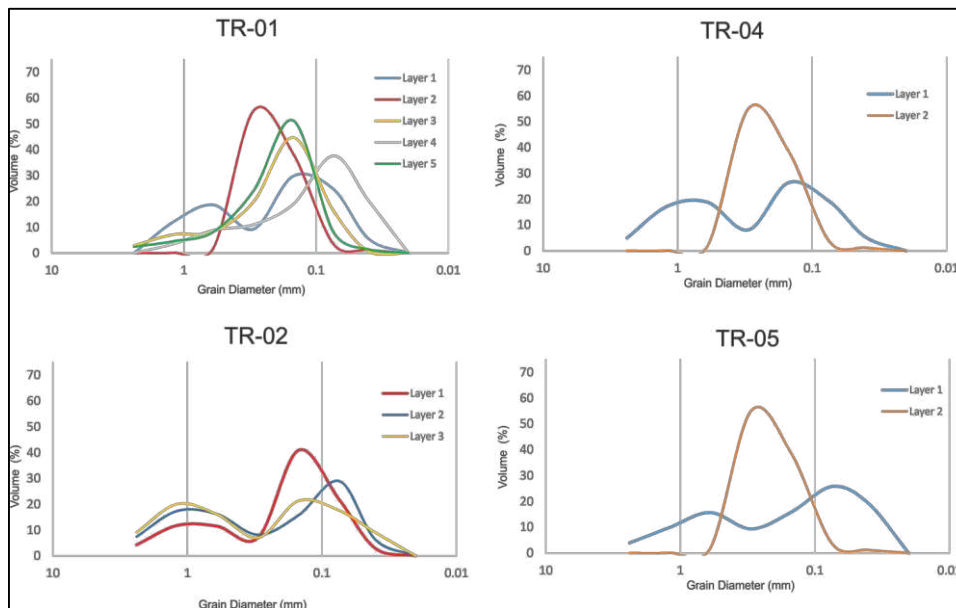 TR-01
70
60
50
40
30
20
10
0
Volume (%)
10
1
0.1
0.01
Grain Diameter (mm)
Layer 1
Layer 2
Layer 3
Layer 4
Layer 5
TR-04
70
60
50
40
30
20
10
0
Volume (%)
10
1
0.1
0.01
Grain Diameter (mm)
Layer 1
Layer 2
TR-02
70
60
50
40
30
20
10
0
Volume (%)
10
1
0.1
0.01
Grain Diameter (mm)
Layer 1
Layer 2
Layer 3
TR-05
70
60
50
40
30
20
10
0
Volume (%)
10
1
0.1
0.01
Grain Diameter (mm)
Layer 1
Layer 2